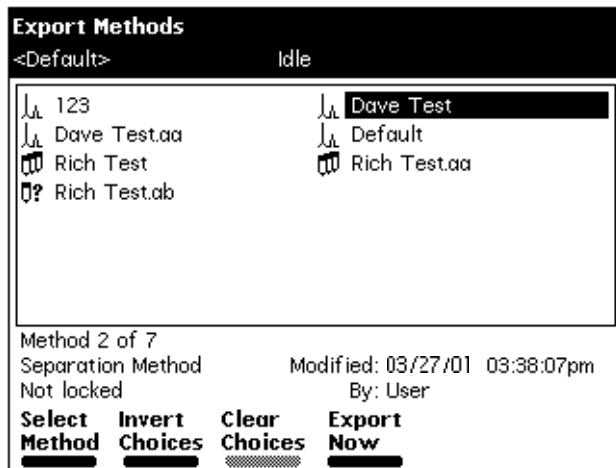 Export Methods
<Default> Idle
123 Dave Test
Dave Test.aa Default
Rich Test Rich Test.aa
? Rich Test.ab
Method 2 of 7
Separation Method Modified: 03/27/01 03:38:07pm
Not locked By: User
Select Invert Clear Export
Method Choices Choices Now